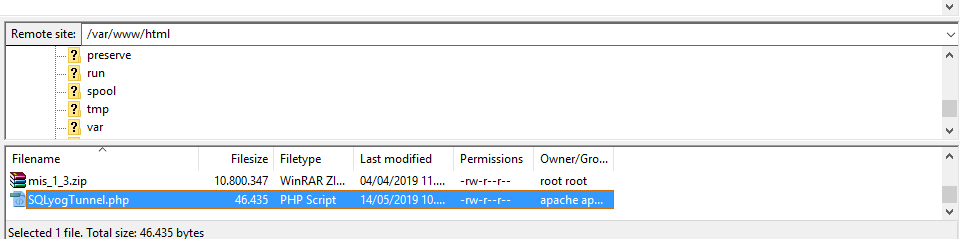 Remote site: /var/www/html
preserve
run
spool
tmp
var
Filename Filesize Filetype Last modified Permissions Owner/Gro...
mis_1_3.zip 10.800.347 WinRAR ZI... 04/04/2019 11.... -rw-r--r-- root root
SQLyogTunnel.php 46.435 PHP Script 14/05/2019 10.... -rw-r--r-- apache ap...
Selected 1 file. Total size: 46.435 bytes